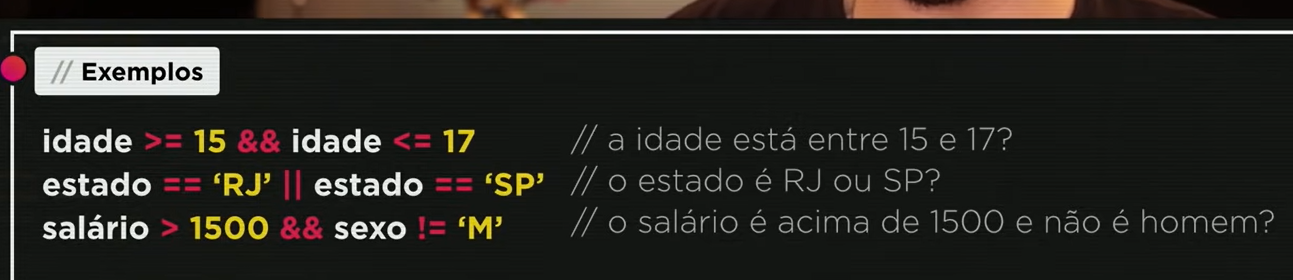 // Exemplos
idade >= 15 && idade <= 17 // a idade está entre 15 e 17?
estado == ‘RJ’ || estado == ‘SP’ // o estado é RJ ou SP?
salário > 1500 && sexo != ‘M’ // o salário é acima de 1500 e não é homem?